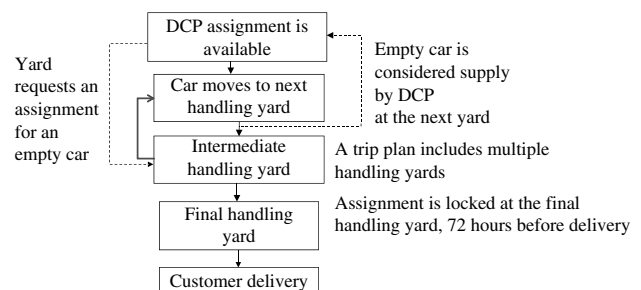 DCP assignment is
available
Yard
requests an
assignment
for an
empty car
Empty car is
considered supply
by DCP
at the next yard
Car moves to next
handling yard
Intermediate
handling yard
A trip plan includes multiple
handling yards
Final handling
yard
Assignment is locked at the final
handling yard, 72 hours before delivery
Customer delivery